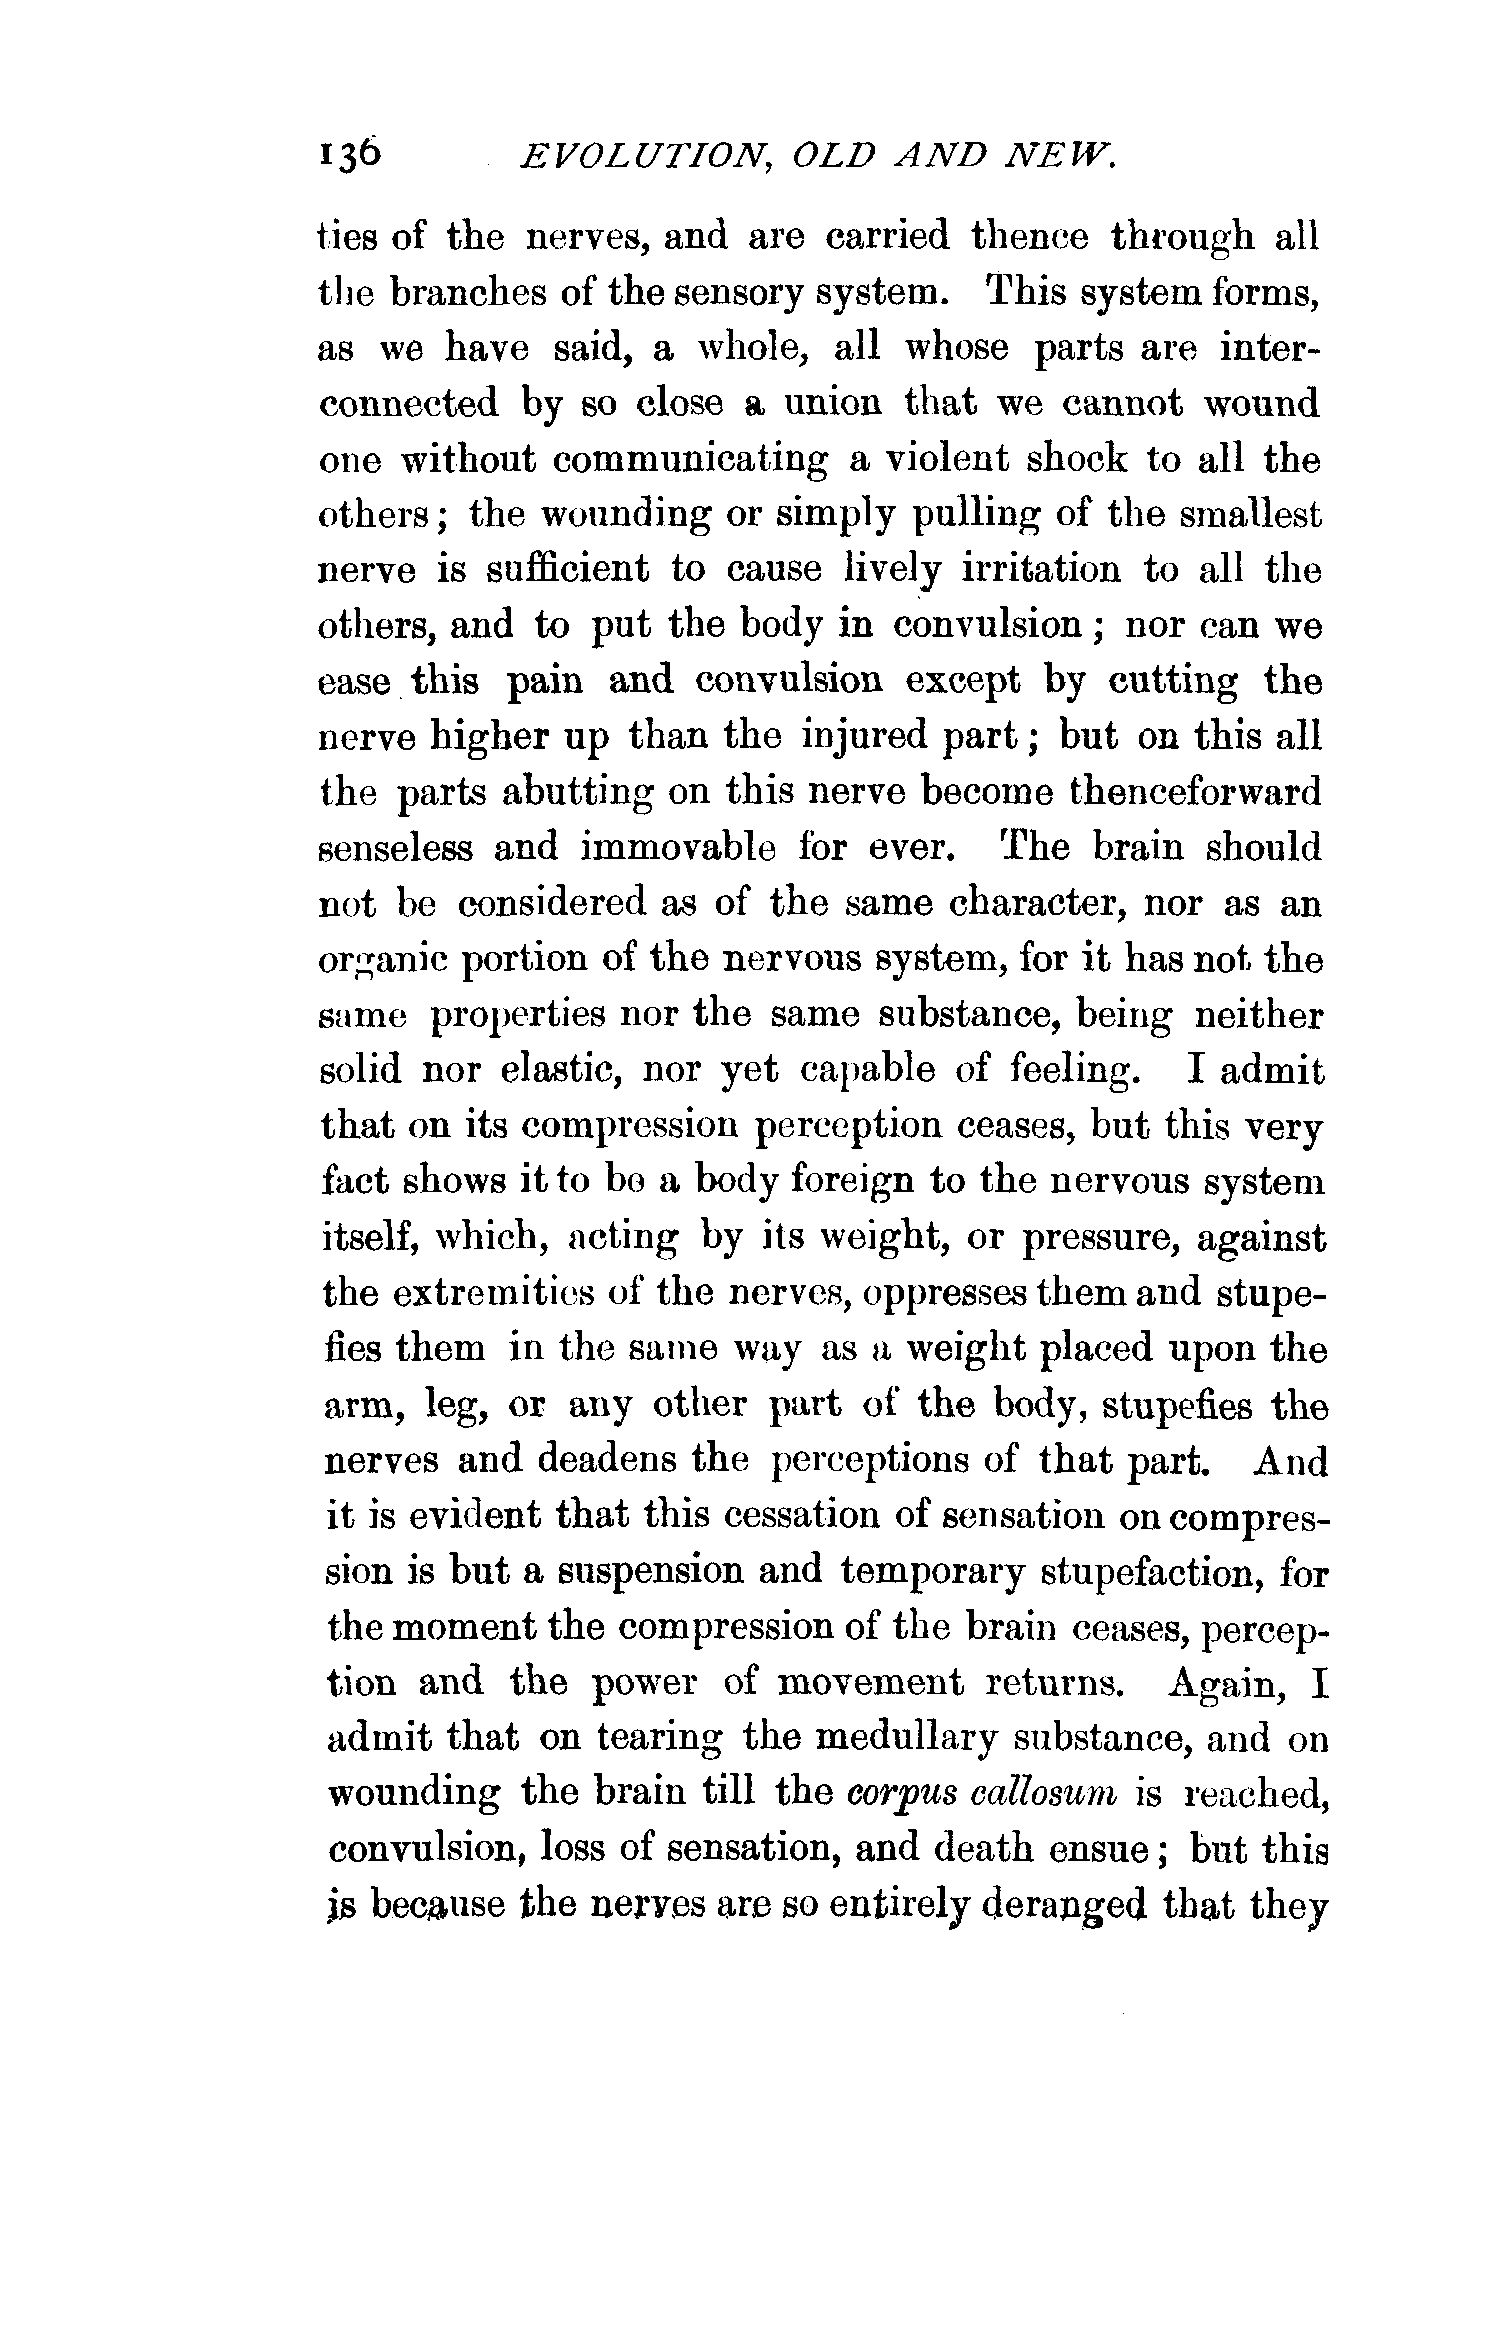 136 EVOLUTION, OLD AND NEW.
ties of the nerves, and are carried thence through all
the branches of the sensory system. This system forms,
as we have said, a whole, all whose parts are inter-
connected by so close a union that we cannot wound
one without communicating a violent shock to all the
others; the wounding or simply pulling of the smallest
nerve is sufficient to cause lively irritation to all the
others, and to put the body in convulsion; nor can we
ease this pain and convulsion except by cutting the
nerve higher up than the injured part; but on this all
the parts abutting on this nerve become thenceforward
senseless and immovable for ever. The brain should
not be considered as of the same character, nor as an
organic portion of the nervous system, for it has not the
same properties nor the same substance, being neither
solid nor elastic, nor yet capable of feeling. I admit
that on its compression perception ceases, but this very
fact shows it to be a body foreign to the nervous system
itself, which, acting by its weight, or pressure, against
the extremities of the nerves, oppresses them and stupe-
fies them in the same way as a weight placed upon the
arm, leg, or any other part of the body, stupefies the
nerves and deadens the perceptions of that part. And
it is evident that this cessation of sensation on compres-
sion is but a suspension and temporary stupefaction, for
the moment the compression of the brain ceases, percep-
tion and the power of movement returns. Again, I
admit that on tearing the medullary substance, and on
wounding the brain till the corpus callosum is reached,
convulsion, loss of sensation, and death ensue; but this
is because the nerves are so entirely deranged that they